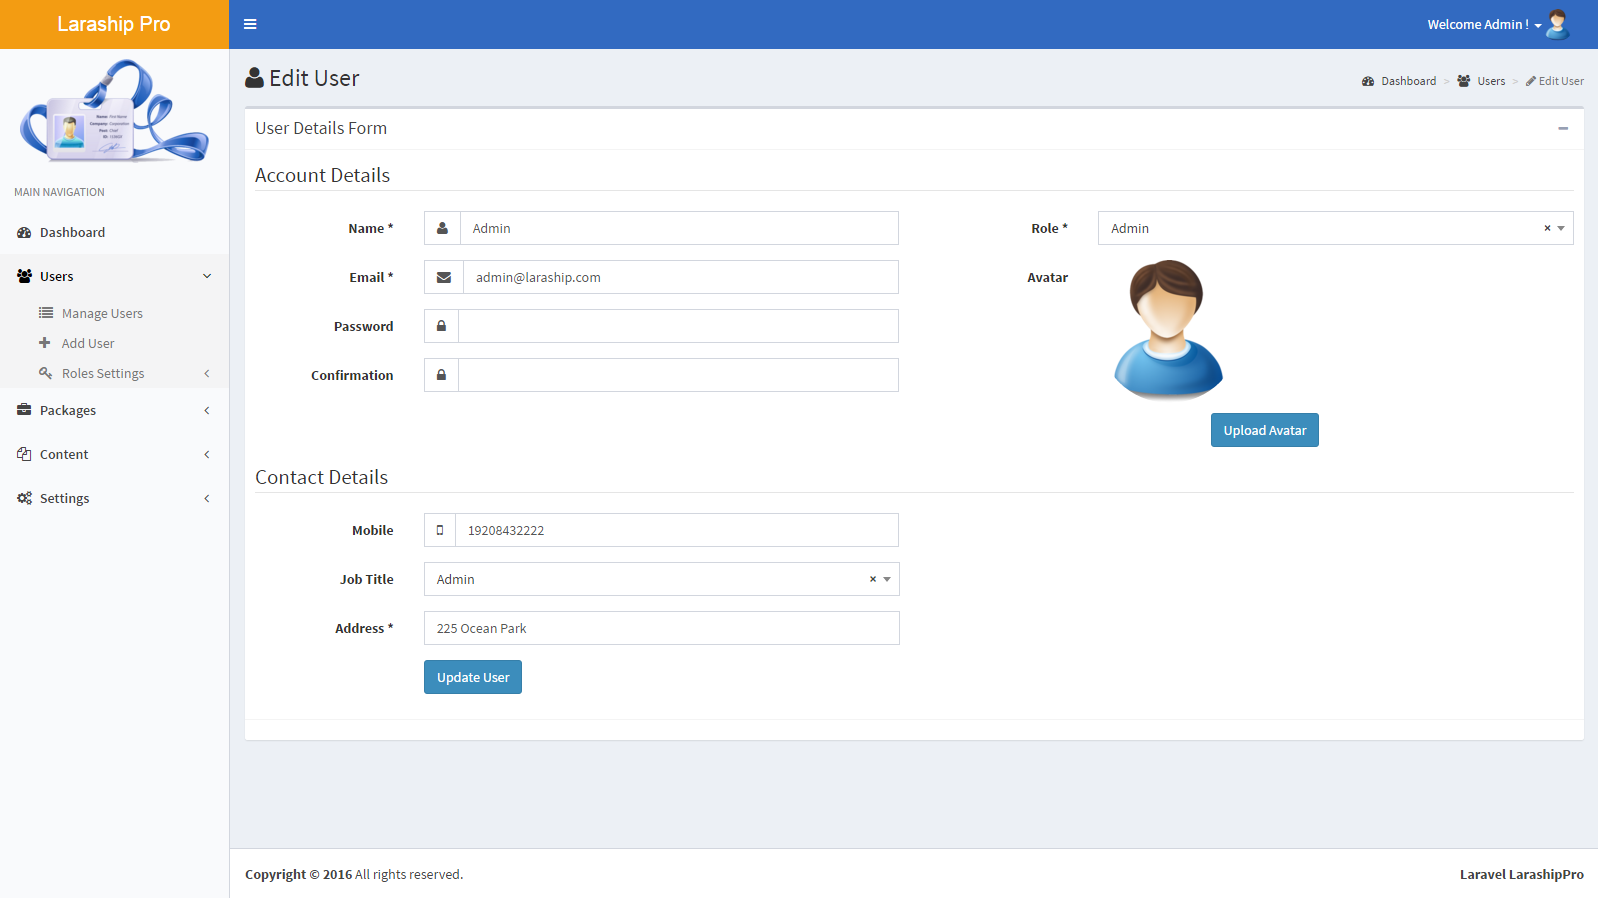 Laraship Pro
Welcome Admin !
Edit User
Dashboard > Users > Edit User
User Details Form
Account Details
Name *
Admin
Role *
Admin
×
Email *
admin@laraship.com
Avatar
Password
Confirmation
Upload Avatar
Contact Details
Mobile
19208432222
Job Title
Admin
×
Address *
225 Ocean Park
Update User
MAIN NAVIGATION
Dashboard
Users
Manage Users
Add User
Roles Settings
Packages
Content
Settings
Copyright © 2016 All rights reserved.
Laravel LarashipPro